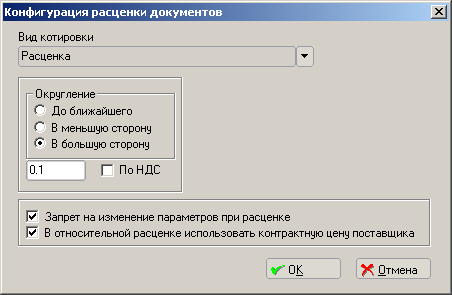 Конфигурация расценки документов
Вид котировки
Расценка
Округление
До ближайшего
В меньшую сторону
В большую сторону
0.1
По НДС
Запрет на изменение параметров при расценке
В относительной расценке использовать контрактную цену поставщика
OK
Отмена